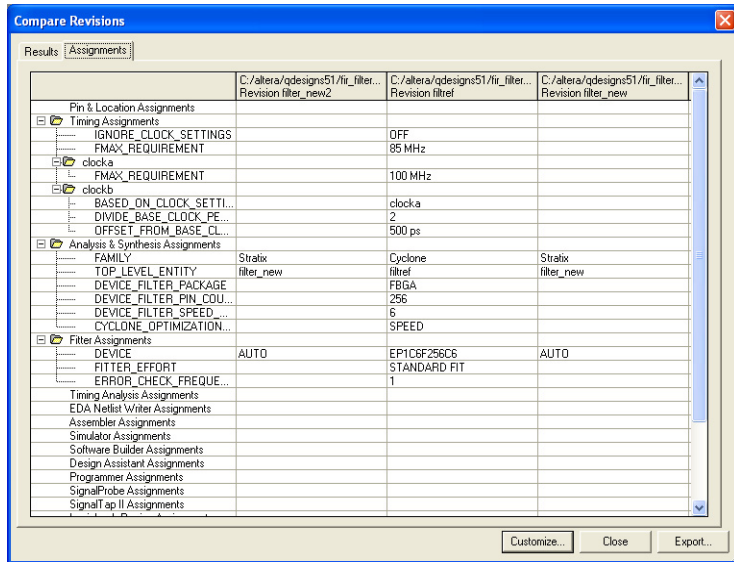 Compare Revisions
Results Assignments
C:/altera/qdesigns51/fir_filter... C:/altera/qdesigns51/fir_filter... C:/altera/qdesigns51/fir_filter...
Revision filter_new2 Revision filtref Revision filter_new
Pin & Location Assignments
Timing Assignments
IGNORE_CLOCK_SETTINGS OFF
FMAX_REQUIREMENT 85 MHz
clocka
FMAX_REQUIREMENT 100 MHz
clockb
BASED_ON_CLOCK_SETTI... clocka
DIVIDE_BASE_CLOCK_PE... 2
OFFSET_FROM_BASE_CL... 500 ps
Analysis & Synthesis Assignments
FAMILY Stratix Cyclone Stratix
TOP_LEVEL_ENTITY filter_new filtref filter_new
DEVICE_FILTER_PACKAGE FBGA
DEVICE_FILTER_PIN_COU... 256
DEVICE_FILTER_SPEED_... 6
CYCLONE_OPTIMIZATION... SPEED
Fitter Assignments
DEVICE AUTO EP1C6F256C6 AUTO
FITTER_EFFORT STANDARD FIT
ERROR_CHECK_FREQUE... 1
Timing Analysis Assignments
EDA Netlist Writer Assignments
Assembler Assignments
Simulator Assignments
Software Builder Assignments
Design Assistant Assignments
Programmer Assignments
SignalProbe Assignments
SignalTap II Assignments
Customize... Close Export...